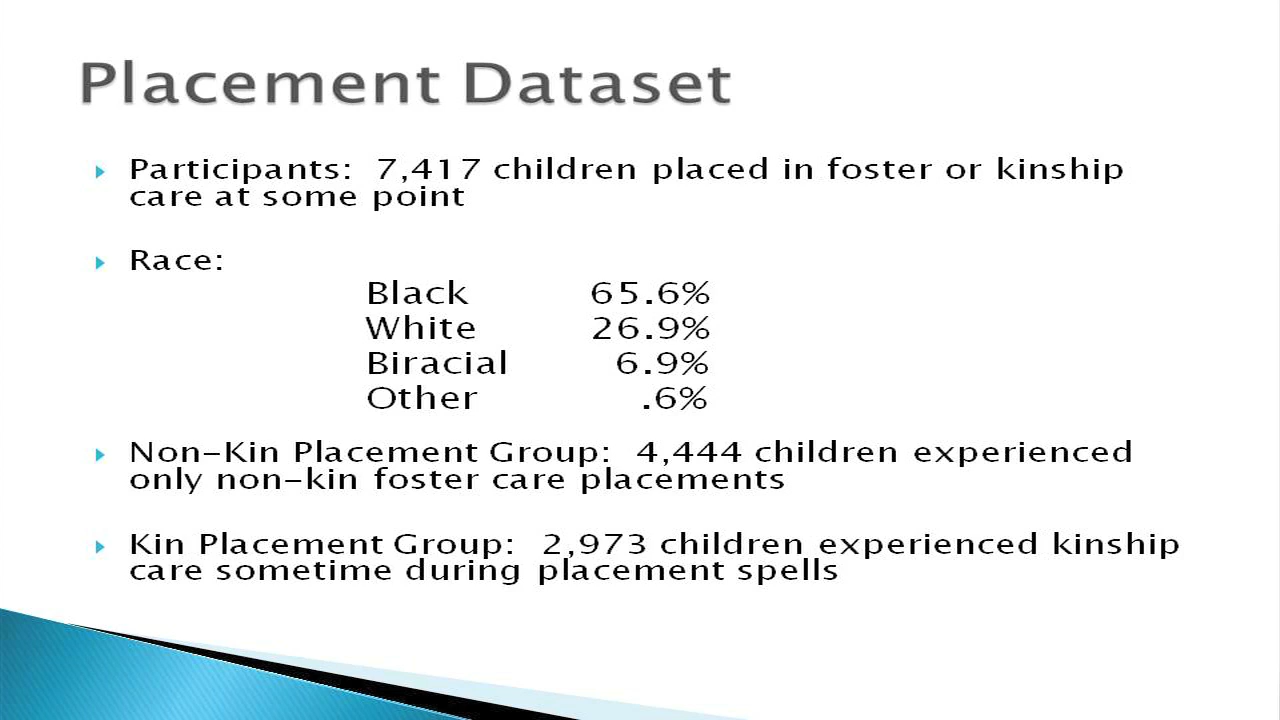 Placement Dataset
Participants: 7,417 children placed in foster or kinship
care at some point
Race:
Black 65.6%
White 26.9%
Biracial 6.9%
Other .6%
Non-Kin Placement Group: 4,444 children experienced
only non-kin foster care placements
Kin Placement Group: 2,973 children experienced kinship
care sometime during placement spells